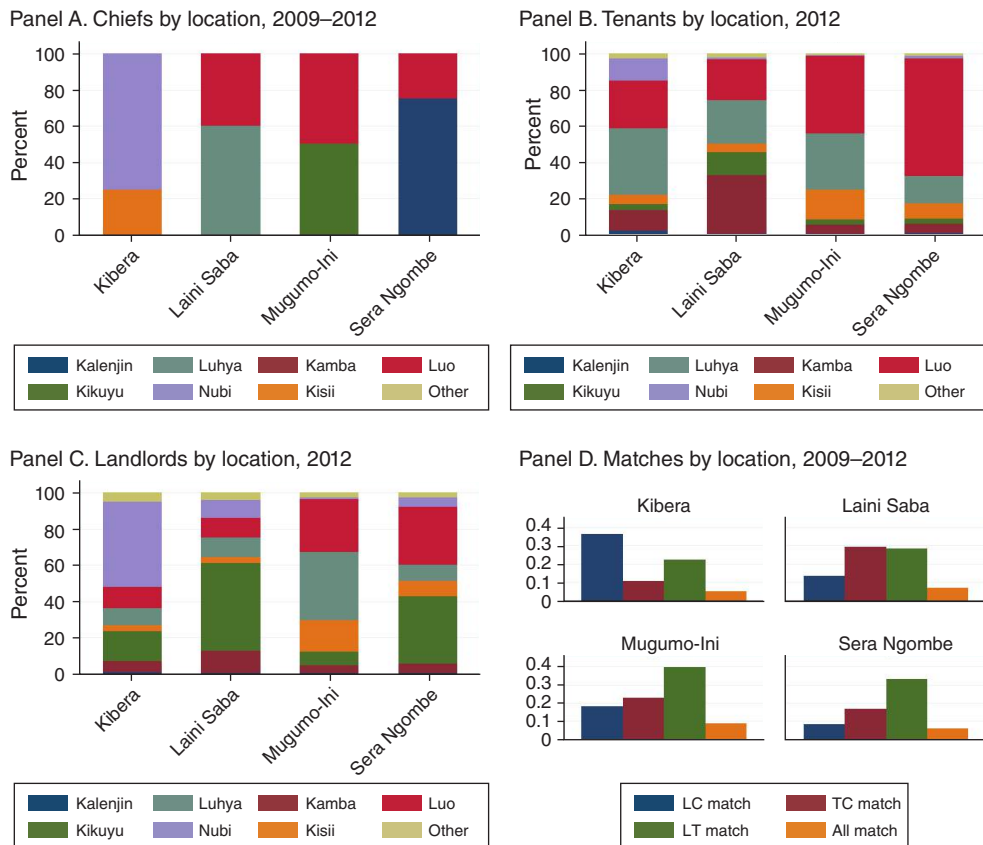 Panel A. Chiefs by location, 2009–2012
Percent
100
80
60
40
20
0
Kibera
Laini Saba
Mugumo-Ini
Sera Ngombe
Kalenjin Luhya Kamba Luo
Kikuyu Nubi Kisii Other
Panel B. Tenants by location, 2012
Percent
100
80
60
40
20
0
Kibera
Laini Saba
Mugumo-Ini
Sera Ngombe
Kalenjin Luhya Kamba Luo
Kikuyu Nubi Kisii Other
Panel C. Landlords by location, 2012
Percent
100
80
60
40
20
0
Kibera
Laini Saba
Mugumo-Ini
Sera Ngombe
Kalenjin Luhya Kamba Luo
Kikuyu Nubi Kisii Other
Panel D. Matches by location, 2009–2012
Kibera Laini Saba
0.4
0.3
0.2
0.1
0
Mugumo-Ini Sera Ngombe
0.4
0.3
0.2
0.1
0
LC match TC match
LT match All match